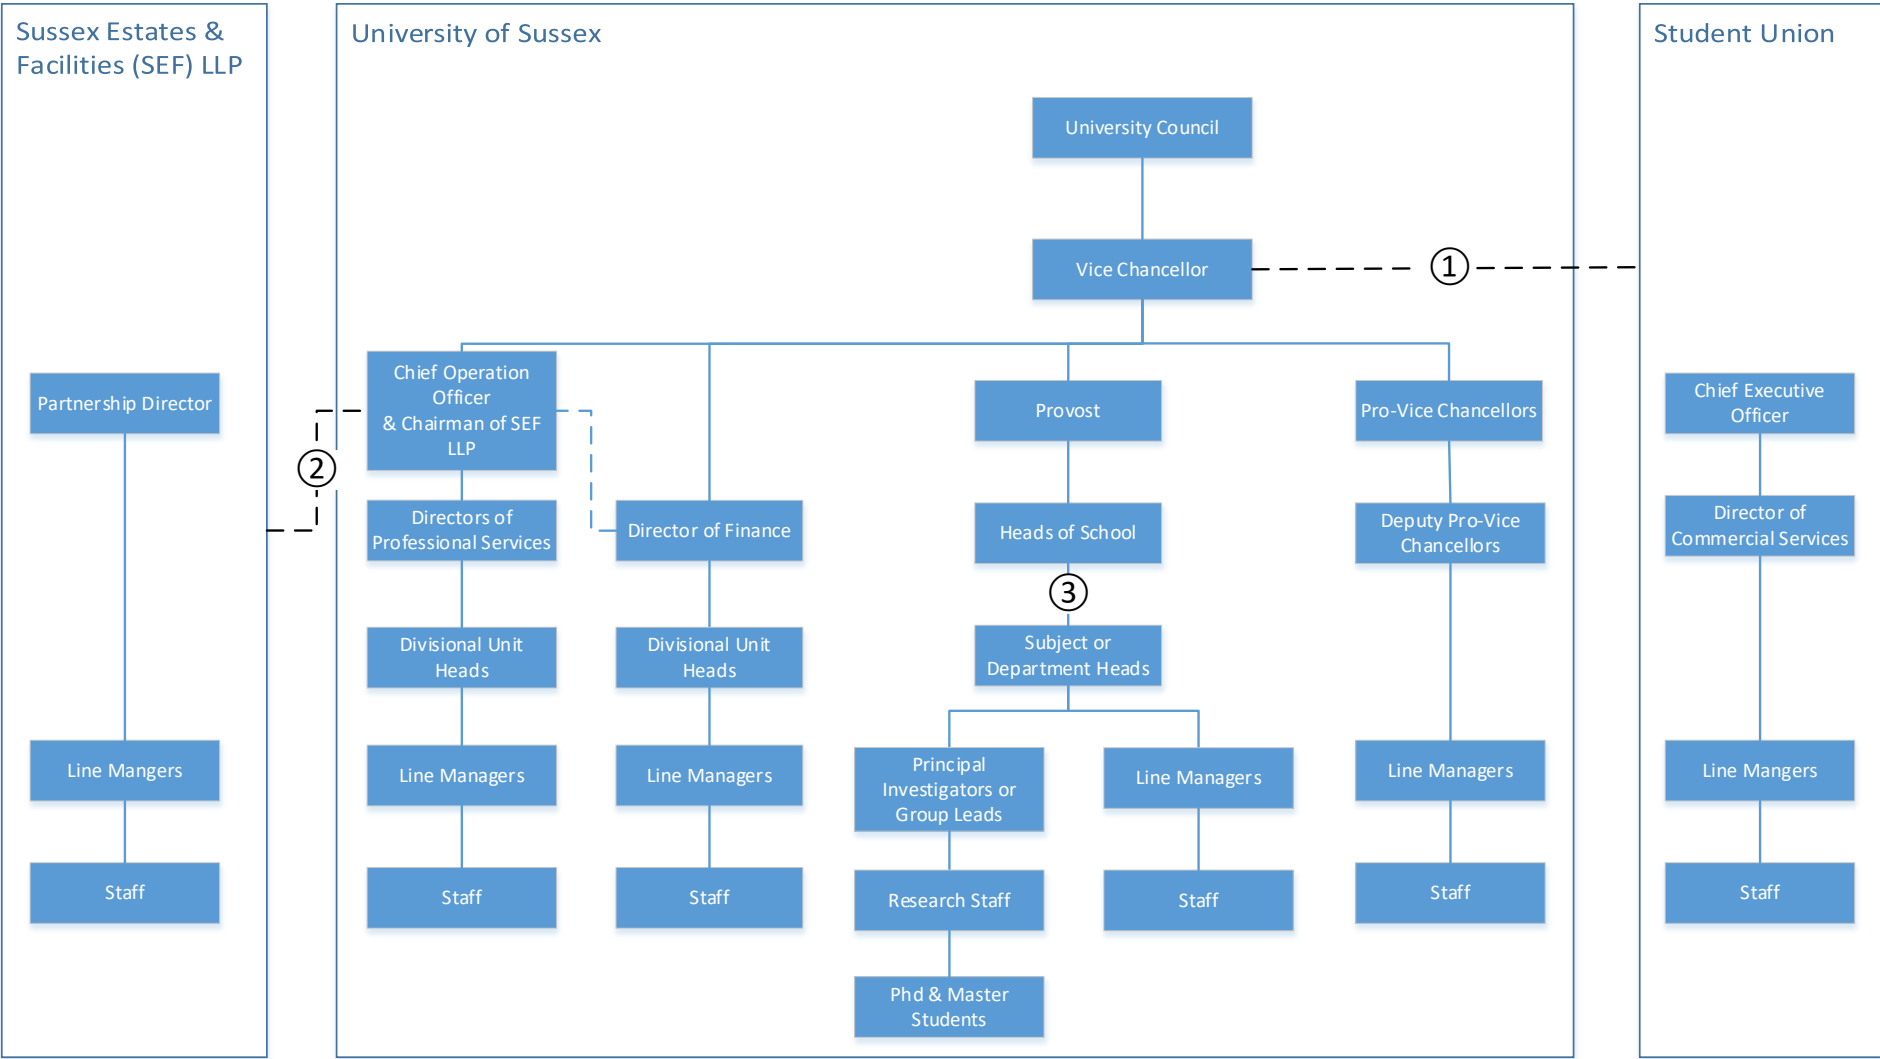 Sussex Estates &
Facilities (SEF) LLP
University of Sussex
Student Union
University Council
Vice Chancellor
1
Chief Operation
Officer
& Chairman of SEF
LLP
Partnership Director
Provost
Pro-Vice Chancellors
Chief Executive
Officer
2
Directors of
Professional Services
Director of Finance
Heads of School
Deputy Pro-Vice
Chancellors
Director of
Commercial Services
3
Divisional Unit
Heads
Divisional Unit
Heads
Subject or
Department Heads
Line Mangers
Line Managers
Line Managers
Principal
Investigators or
Group Leads
Line Managers
Line Managers
Line Mangers
Staff
Staff
Staff
Research Staff
Staff
Staff
Staff
Phd & Master
Students